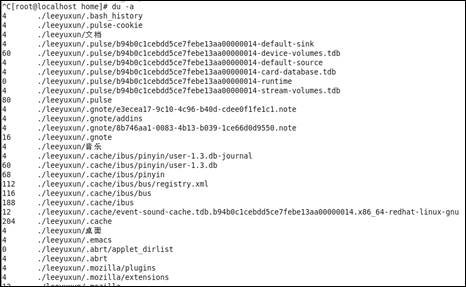 ^C[root@localhost home]# du -a
4 ./leeyuxun/.bash_history
4 ./leeyuxun/.pulse-cookie
4 ./leeyuxun/文档
4 ./leeyuxun/.pulse/b94b0c1cebdd5ce7febe13aa00000014-default-sink
60 ./leeyuxun/.pulse/b94b0c1cebdd5ce7febe13aa00000014-device-volumes.tdb
4 ./leeyuxun/.pulse/b94b0c1cebdd5ce7febe13aa00000014-default-source
4 ./leeyuxun/.pulse/b94b0c1cebdd5ce7febe13aa00000014-card-database.tdb
0 ./leeyuxun/.pulse/b94b0c1cebdd5ce7febe13aa00000014-runtime
4 ./leeyuxun/.pulse/b94b0c1cebdd5ce7febe13aa00000014-stream-volumes.tdb
80 ./leeyuxun/.pulse
4 ./leeyuxun/.gnote/e3ecea17-9c10-4c96-b40d-cdee0f1fe1c1.note
4 ./leeyuxun/.gnote/addins
4 ./leeyuxun/.gnote/8b746aa1-0083-4b13-b039-1ce66d0d9550.note
16 ./leeyuxun/.gnote
4 ./leeyuxun/音乐
4 ./leeyuxun/.cache/ibus/pinyin/user-1.3.db-journal
60 ./leeyuxun/.cache/ibus/pinyin/user-1.3.db
68 ./leeyuxun/.cache/ibus/pinyin
112 ./leeyuxun/.cache/ibus/bus/registry.xml
116 ./leeyuxun/.cache/ibus/bus
188 ./leeyuxun/.cache/ibus
12 ./leeyuxun/.cache/event-sound-cache.tdb.b94b0c1cebdd5ce7febe13aa00000014.x86_64-redhat-linux-gnu
204 ./leeyuxun/.cache
4 ./leeyuxun/桌面
4 ./leeyuxun/.emacs
0 ./leeyuxun/.abrt/applet_dirlist
4 ./leeyuxun/.abrt
4 ./leeyuxun/.mozilla/plugins
4 ./leeyuxun/.mozilla/extensions
12 ./leeyuxun/.mozilla